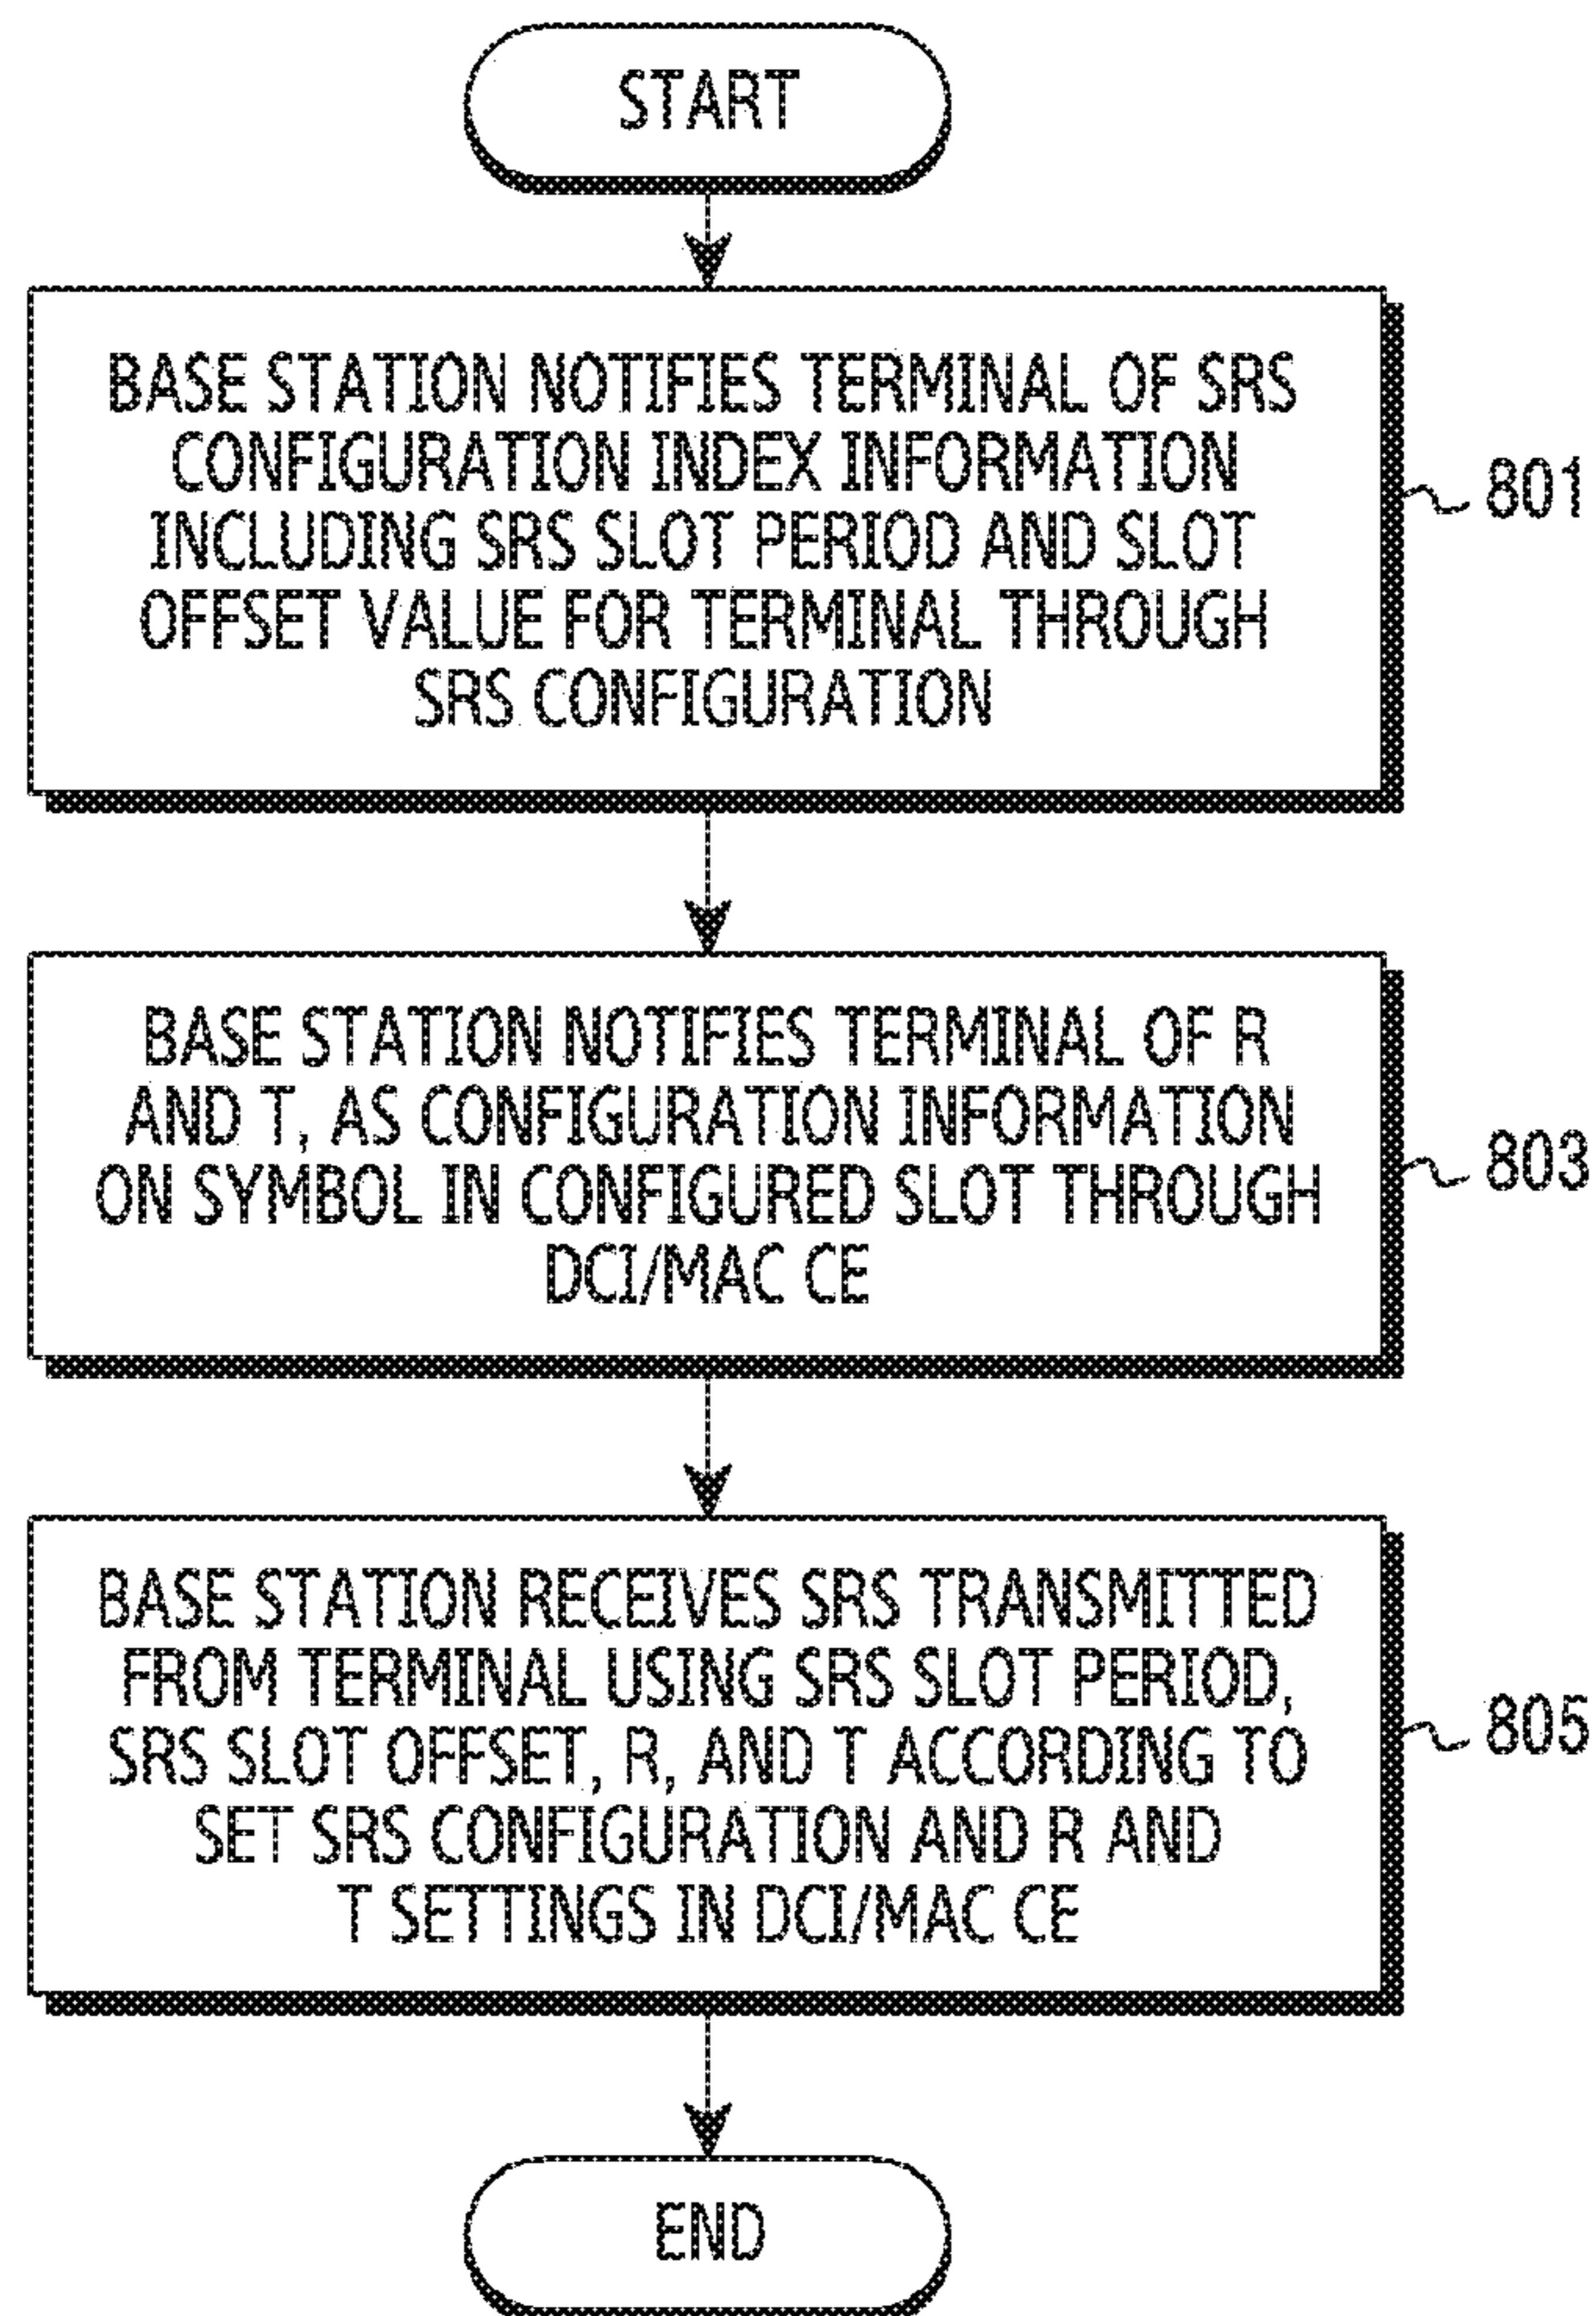 START
BASE STATION NOTIFIES TERMINAL OF SRS
CONFIGURATION INDEX INFORMATION
INCLUDING SRS SLOT PERIOD AND SLOT
OFFSET VALUE FOR TERMINAL THROUGH
SRS CONFIGURATION
801
BASE STATION NOTIFIES TERMINAL OF R
AND T, AS CONFIGURATION INFORMATION
ON SYMBOL IN CONFIGURED SLOT THROUGH
DCI/MAC CE
803
BASE STATION RECEIVES SRS TRANSMITTED
FROM TERMINAL USING SRS SLOT PERIOD,
SRS SLOT OFFSET, R, AND T ACCORDING TO
SET SRS CONFIGURATION AND R AND
T SETTINGS IN DCI/MAC CE
805
END